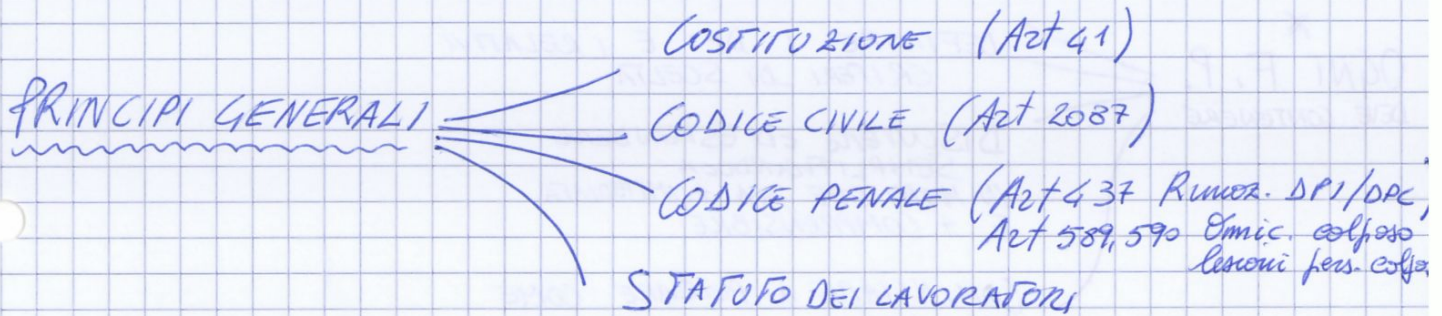 COSTITUZIONE (Art 41)
PRINCIPI GENERALI
CODICE CIVILE (Art 2087)
CODICE PENALE (Art 437 Rimoz. DPI/DPC)
Art 589, 590 Omic. colposo
lesioni pers. colpo
STATUTO DEI LAVORATORI